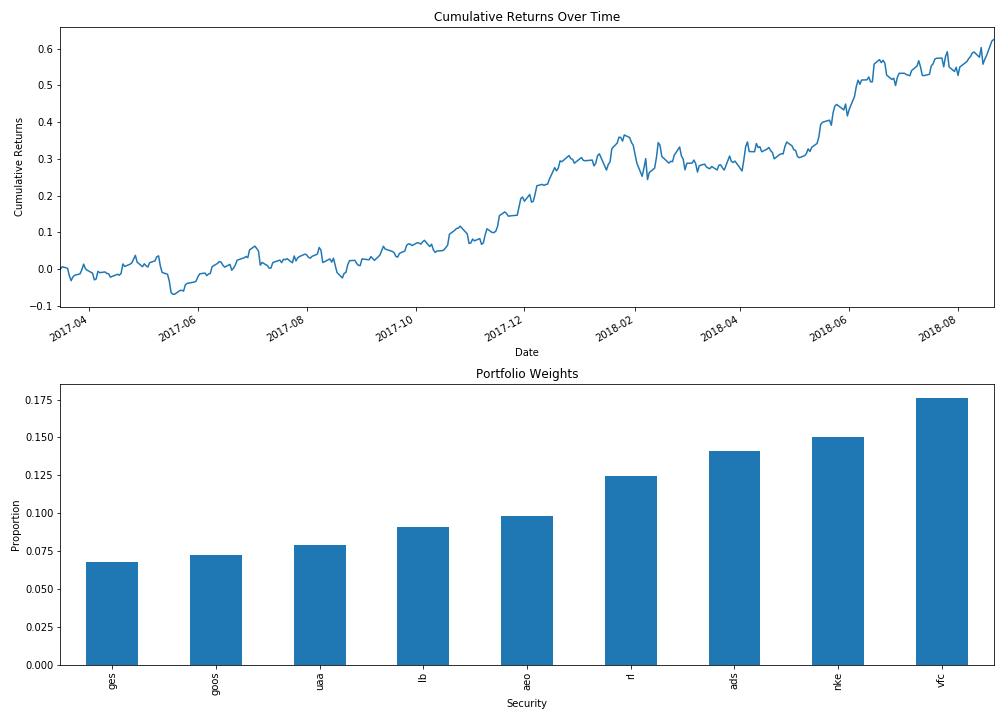 Cumulative Returns Over Time
Cumulative Returns
0.6
0.5
0.4
0.3
0.2
0.1
0.0
−0.1
2017-04
2017-06
2017-08
2017-10
2017-12
2018-02
2018-04
2018-06
2018-08
Date
Portfolio Weights
Proportion
0.175
0.150
0.125
0.100
0.075
0.050
0.025
0.000
ges
goos
uaa
lb
aeo
rl
ads
nke
vfc
Security